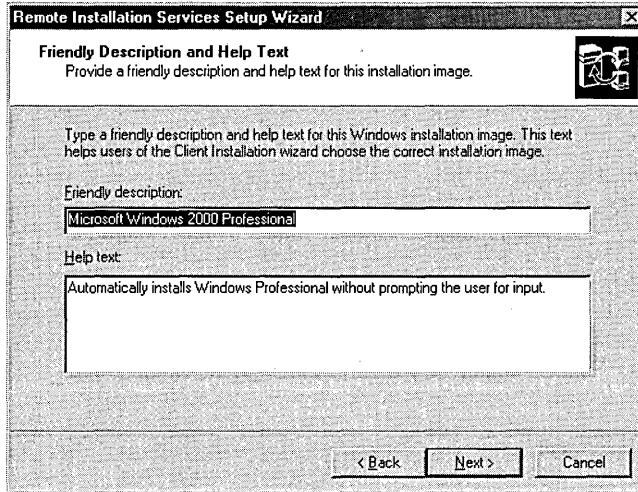 Remote Installation Services Setup Wizard
Friendly Description and Help Text
Provide a friendly description and help text for this installation image.
Type a friendly description and help text for this Windows installation image. This text
helps users of the Client Installation wizard choose the correct installation image.
Friendly description:
Microsoft Windows 2000 Professional
Help text:
Automatically installs Windows Professional without prompting the user for input.
< Back
Next >
Cancel